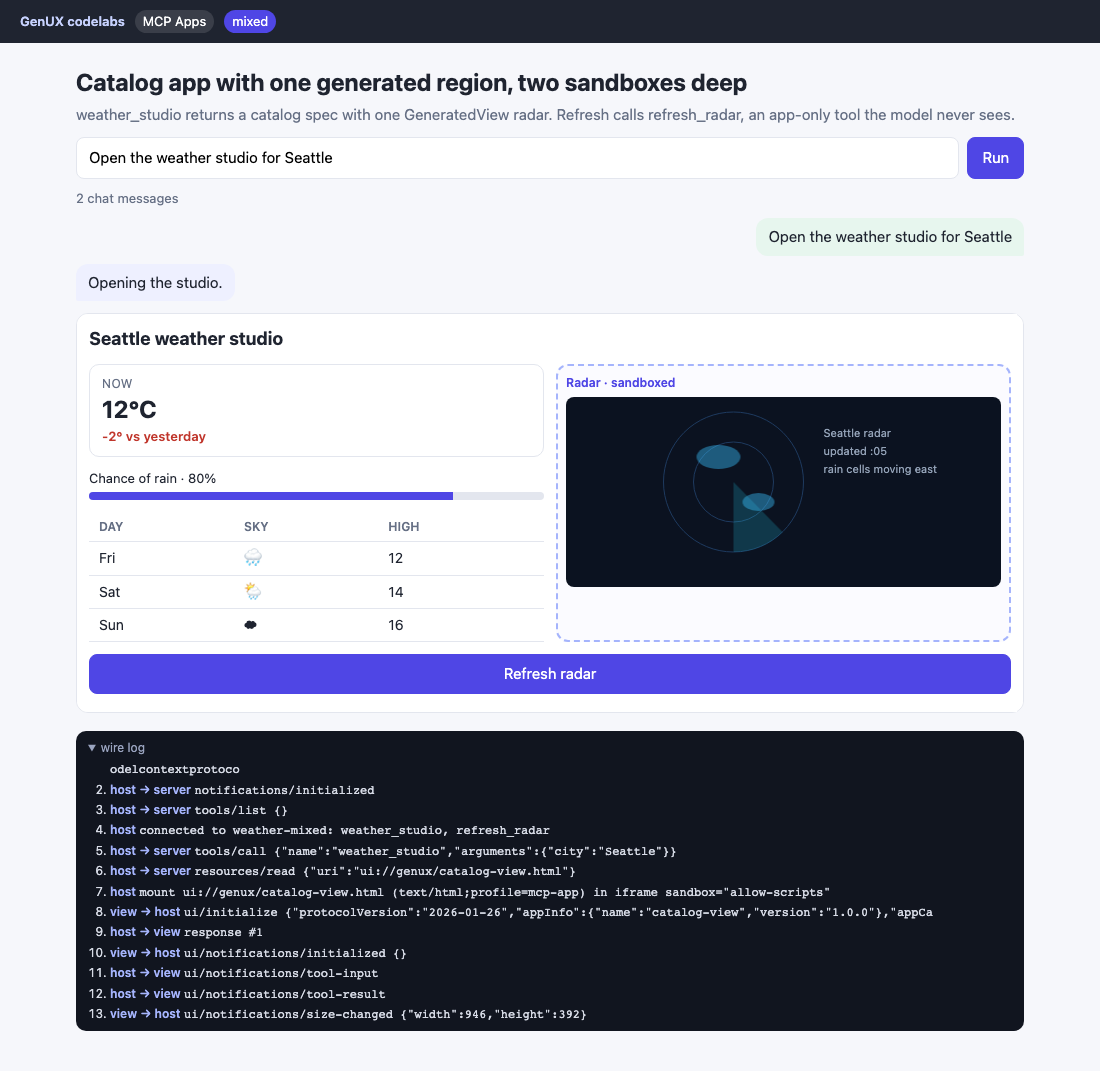 GenUX codelabs MCP Apps mixed
Catalog app with one generated region, two sandboxes deep
weather_studio returns a catalog spec with one GeneratedView radar. Refresh calls refresh_radar, an app-only tool the model never sees.
Open the weather studio for Seattle Run
2 chat messages
Open the weather studio for Seattle
Opening the studio.
Seattle weather studio
NOW
12°C
-2° vs yesterday
Chance of rain · 80%
DAY SKY HIGH
Fri 12
Sat 14
Sun 16
Radar · sandboxed
Seattle radar
updated :05
rain cells moving east
Refresh radar
▼ wire log
odelcontextprotoco
2. host → server notifications/initialized
3. host → server tools/list {}
4. host connected to weather-mixed: weather_studio, refresh_radar
5. host → server tools/call {"name":"weather_studio","arguments":{"city":"Seattle"}}
6. host → server resources/read {"uri":"ui://genux/catalog-view.html"}
7. host mount ui://genux/catalog-view.html (text/html;profile=mcp-app) in iframe sandbox="allow-scripts"
8. view → host ui/initialize {"protocolVersion":"2026-01-26","appInfo":{"name":"catalog-view","version":"1.0.0"},"appCa
9. host → view response #1
10. view → host ui/notifications/initialized {}
11. host → view ui/notifications/tool-input
12. host → view ui/notifications/tool-result
13. view → host ui/notifications/size-changed {"width":946,"height":392}